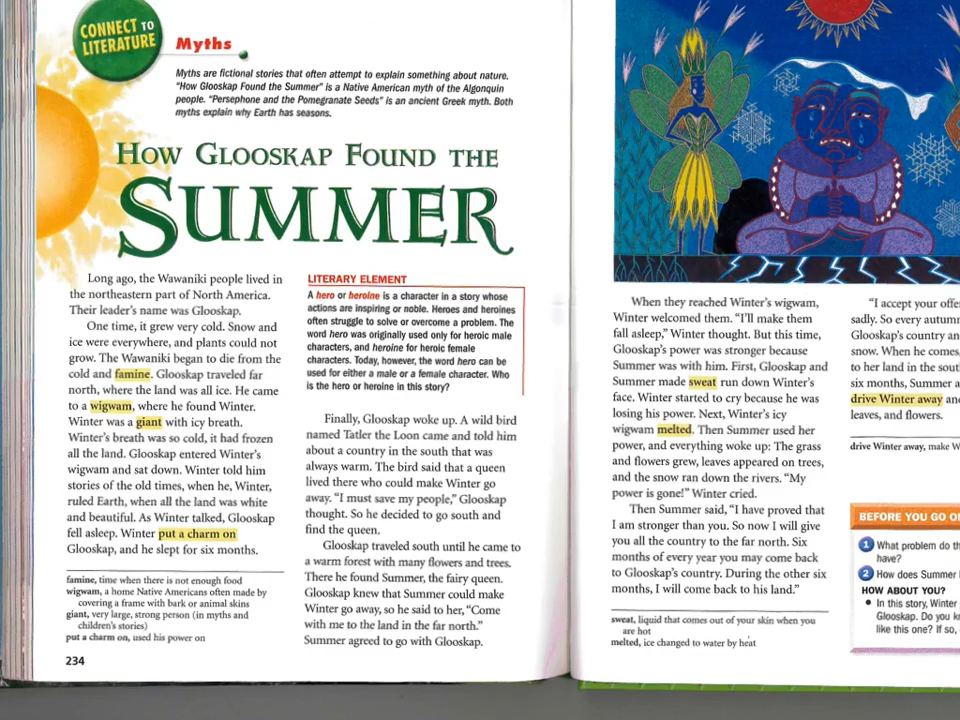 CONNECT TO
LITERATURE
Myths
Myths are fictional stories that often attempt to explain something about nature.
"How Glooskap Found the Summer" is a Native American myth of the Algonquin
people. "Persephone and the Pomegranate Seeds" is an ancient Greek myth. Both
myths explain why Earth has seasons.
HOW GLOOSKAP FOUND THE
SUMMER
Long ago, the Wawaniki people lived in
the northeastern part of North America.
Their leader's name was Glooskap.
One time, it grew very cold. Snow and
ice were everywhere, and plants could not
grow. The Wawaniki began to die from the
cold and famine. Glooskap traveled far
north, where the land was all ice. He came
to a wigwam, where he found Winter.
Winter was a giant with icy breath.
Winter's breath was so cold, it had frozen
all the land. Glooskap entered Winter's
wigwam and sat down. Winter told him
stories of the old times, when he, Winter,
ruled Earth, when all the land was white
and beautiful. As Winter talked, Glooskap
fell asleep. Winter put a charm on
Glooskap, and he slept for six months.
famine, time when there is not enough food
wigwam, a home Native Americans often made by
covering a frame with bark or animal skins
giant, very large, strong person (in myths and
children's stories)
put a charm on, used his power on
234
LITERARY ELEMENT
A hero or heroine is a character in a story whose
actions are inspiring or noble. Heroes and heroines
often struggle to solve or overcome a problem. The
word hero was originally used only for heroic male
characters, and heroine for heroic female
characters. Today, however, the word hero can be
used for either a male or a female character. Who
is the hero or heroine in this story?
Finally, Glooskap woke up. A wild bird
named Tatler the Loon came and told him
about a country in the south that was
always warm. The bird said that a queen
lived there who could make Winter go
away. "I must save my people," Glooskap
thought. So he decided to go south and
find the queen.
Glooskap traveled south until he came to
a warm forest with many flowers and trees.
There he found Summer, the fairy queen.
Glooskap knew that Summer could make
Winter go away, so he said to her, "Come
with me to the land in the far north."
Summer agreed to go with Glooskap.
When they reached Winter's wigwam,
Winter welcomed them. "I'll make them
fall asleep," Winter thought. But this time,
Glooskap's power was stronger because
Summer was with him. First, Glooskap and
Summer made sweat run down Winter's
face. Winter started to cry because he was
losing his power. Next, Winter's icy
wigwam melted. Then Summer used her
power, and everything woke up: The grass
and flowers grew, leaves appeared on trees,
and the snow ran down the rivers. "My
power is gone!" Winter cried.
Then Summer said, "I have proved that
I am stronger than you. So now I will give
you all the country to the far north. Six
months of every year you may come back
to Glooskap's country. During the other six
months, I will come back to his land."
sweat, liquid that comes out of your skin when you
are hot
melted, ice changed to water by heat
"I accept your offe
sadly. So every autum
Glooskap's country an
snow. When he comes,
to her land in the sout
six months, Summer a
drive Winter away and
leaves, and flowers.
drive Winter away, make W
BEFORE YOU GO ON
1 What problem do th
have?
2 How does Summer
HOW ABOUT YOU?
• In this story, Winter
Glooskap. Do you kn
like this one? If so,